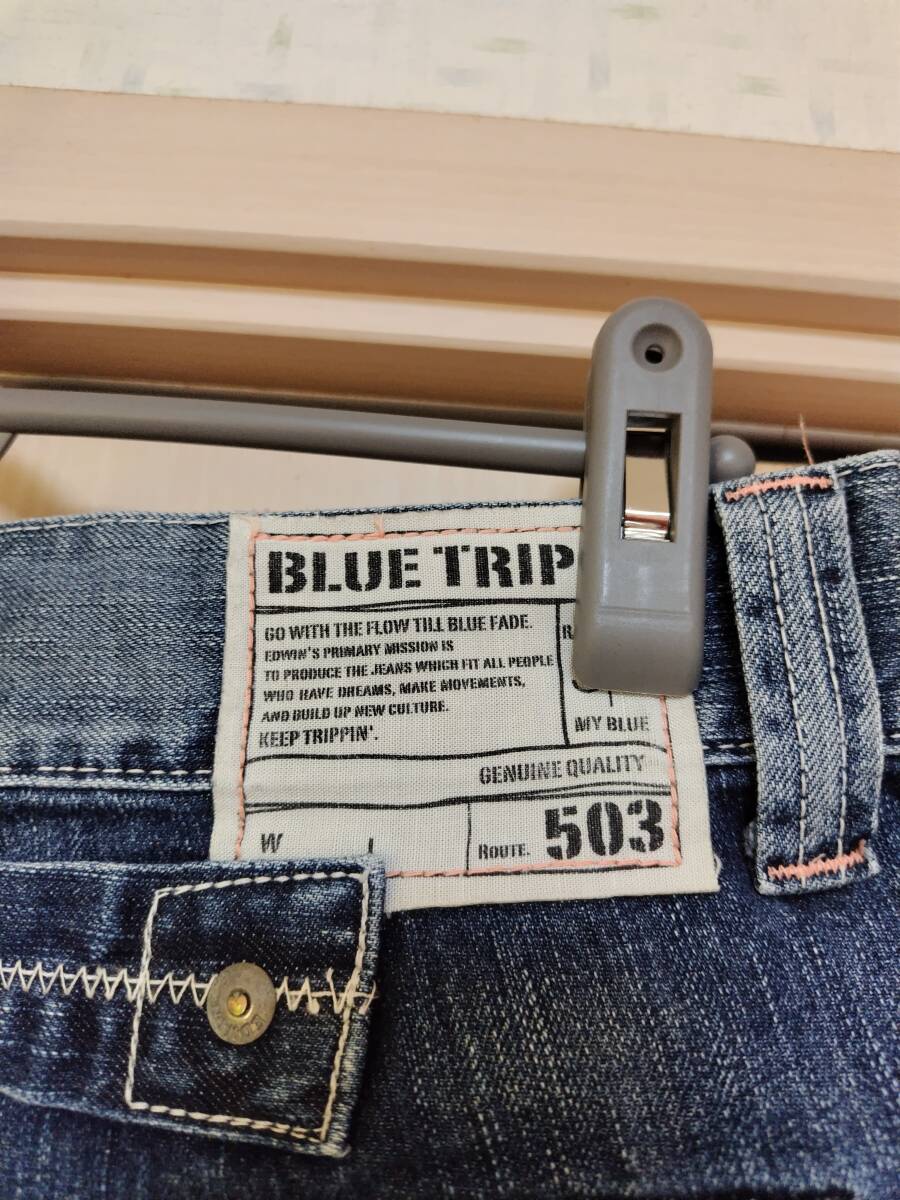 BLUE TRIP
GO WITH THE FLOW TILL BLUE FADE.
EDWIN'S PRIMARY MISSION IS
TO PRODUCE THE JEANS WHICH FIT ALL PEOPLE
WHO HAVE DREAMS, MAKE MOVEMENTS,
AND BUILD UP NEW CULTURE.
KEEP TRIPPIN'.
MY BLUE
GENUINE QUALITY
W L
ROUTE. 503